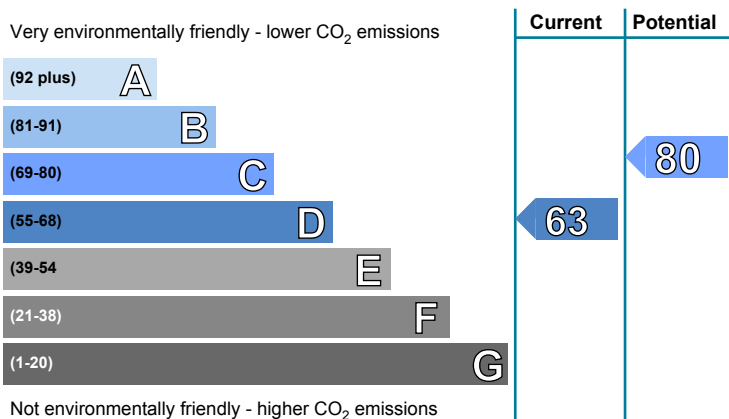 Current Potential
Very environmentally friendly - lower CO2 emissions
(92 plus) A
(81-91) B
(69-80) C
80
(55-68) D
63
(39-54 E
(21-38) F
(1-20) G
Not environmentally friendly - higher CO2 emissions